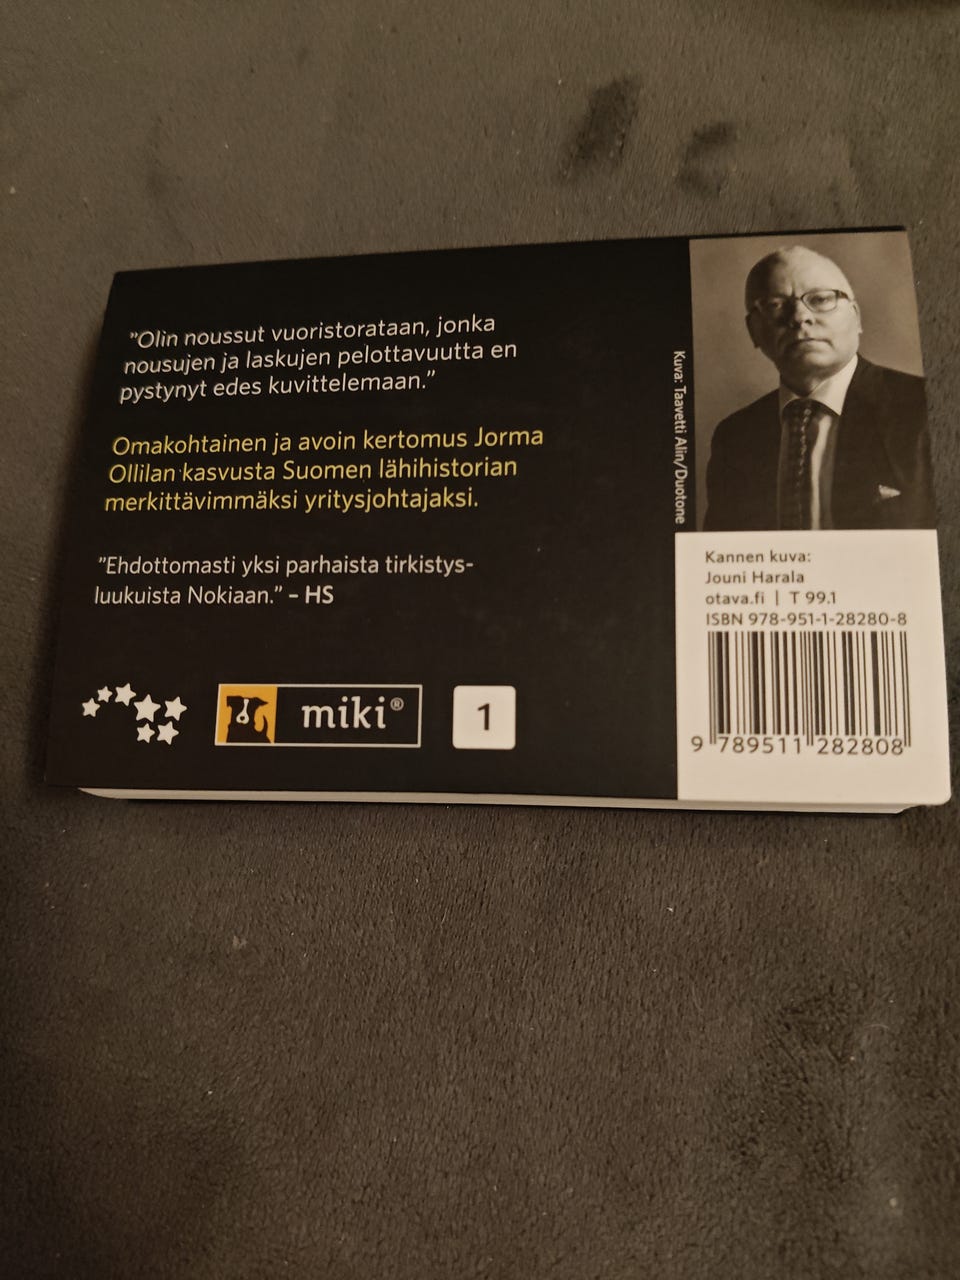 "Olin noussut vuoristorataan, jonka
nousujen ja laskujen pelottavuutta en
pystynyt edes kuvittelemaan."
Omakohtainen ja avoin kertomus Jorma
Ollilan kasvusta Suomen lähihistorian
merkittävimmäksi yritysjohtajaksi.
"Ehdottomasti yksi parhaista tirkistys-
luukuista Nokiaan." – HS
miki®
1
Kuva: Taavetti Alin/Duotone
Kannen kuva:
Jouni Harala
otava.fi | T 99.1
ISBN 978-951-1-28280-8
9 789511 282808